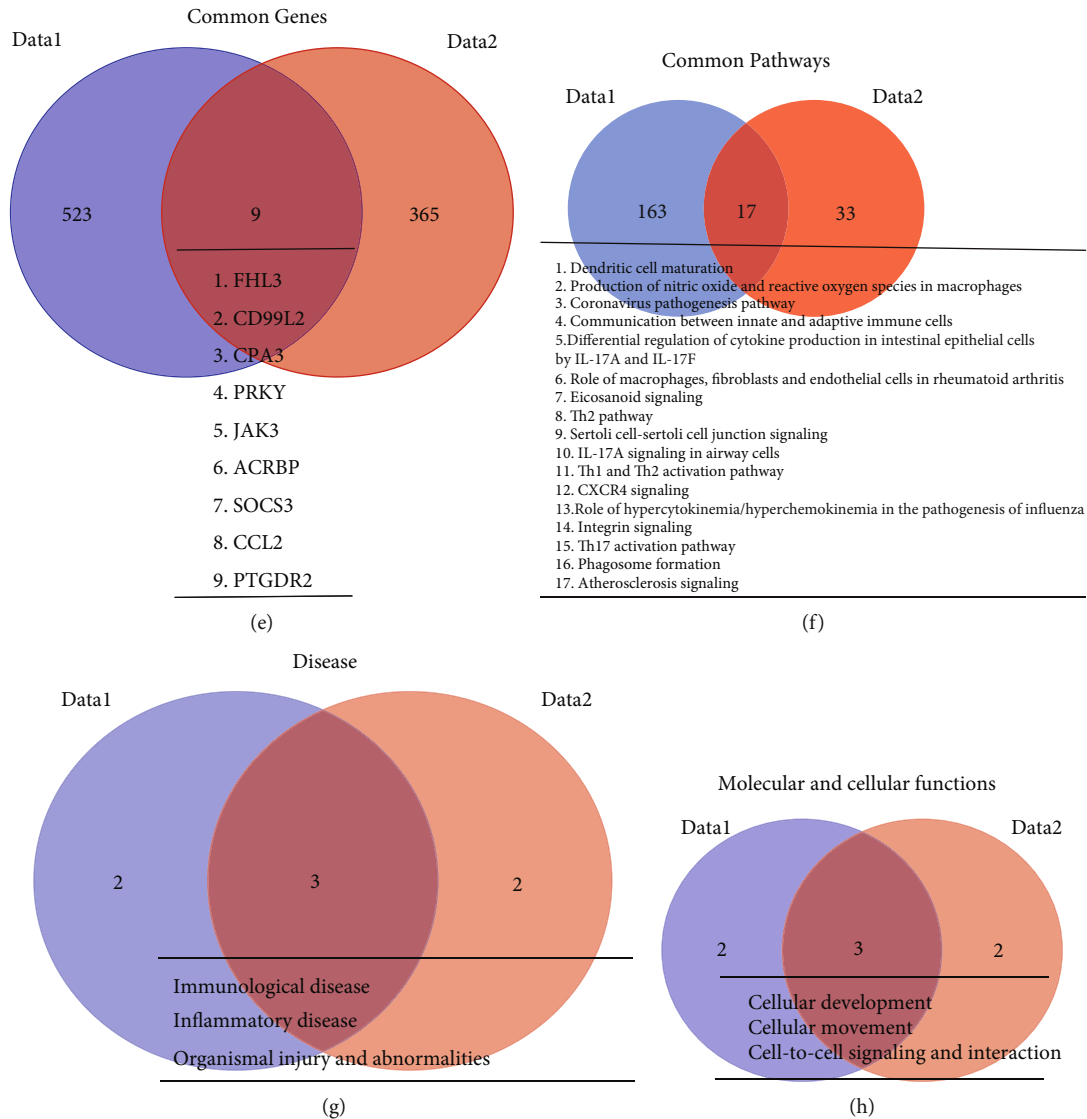 Common Genes
Data1
Data2
523
9
365
1. FHL3
2. CD99L2
3. CPA3
4. PRKY
5. JAK3
6. ACRBP
7. SOCS3
8. CCL2
9. PTGDR2
(e)
Common Pathways
Data1
Data2
163
17
33
1. Dendritic cell maturation
2. Production of nitric oxide and reactive oxygen species in macrophages
3. Coronavirus pathogenesis pathway
4. Communication between innate and adaptive immune cells
5.Differential regulation of cytokine production in intestinal epithelial cells
by IL-17A and IL-17F
6. Role of macrophages, fibroblasts and endothelial cells in rheumatoid arthritis
7. Eicosanoid signaling
8. Th2 pathway
9. Sertoli cell-sertoli cell junction signaling
10. IL-17A signaling in airway cells
11. Th1 and Th2 activation pathway
12. CXCR4 signaling
13.Role of hypercytokinemia/hyperchemokinemia in the pathogenesis of influenza
14. Integrin signaling
15. Th17 activation pathway
16. Phagosome formation
17. Atherosclerosis signaling
(f)
Disease
Data1
Data2
2
3
2
Immunological disease
Inflammatory disease
Organismal injury and abnormalities
(g)
Molecular and cellular functions
Data1
Data2
2
3
2
Cellular development
Cellular movement
Cell-to-cell signaling and interaction
(h)